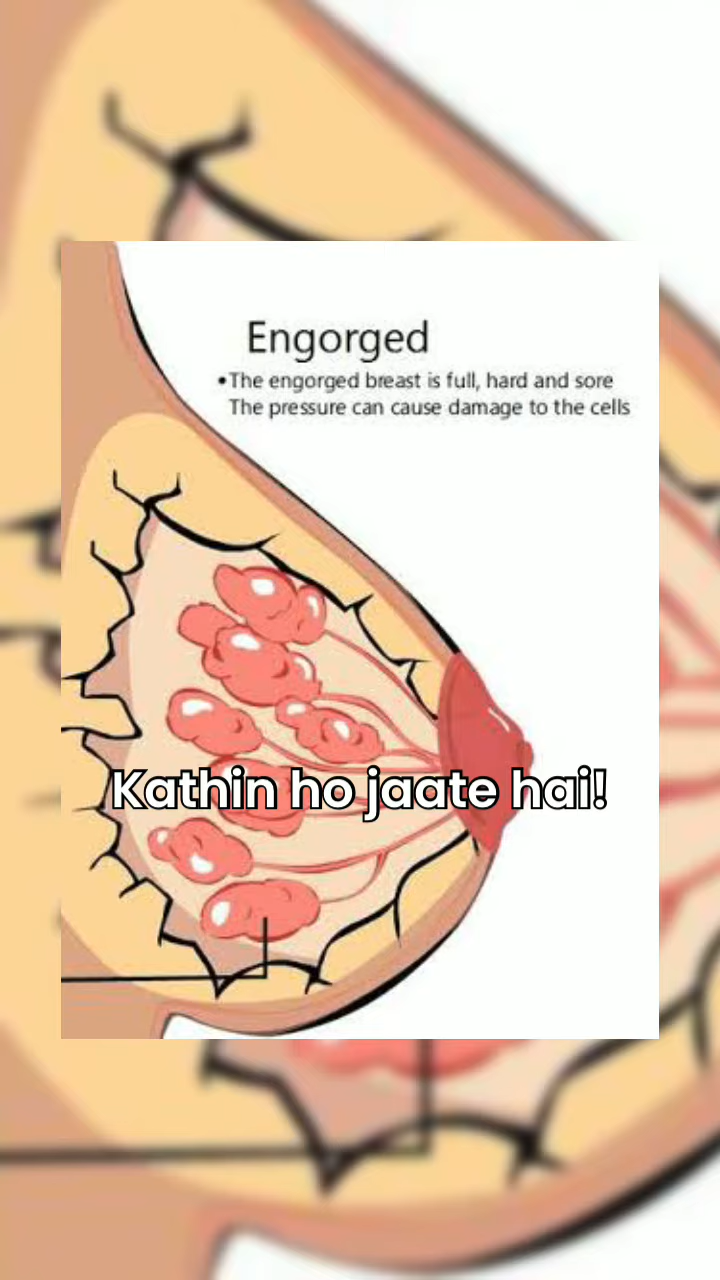 Engorged
•The engorged breast is full, hard and sore
The pressure can cause damage to the cells
Kathin ho jaate hai!